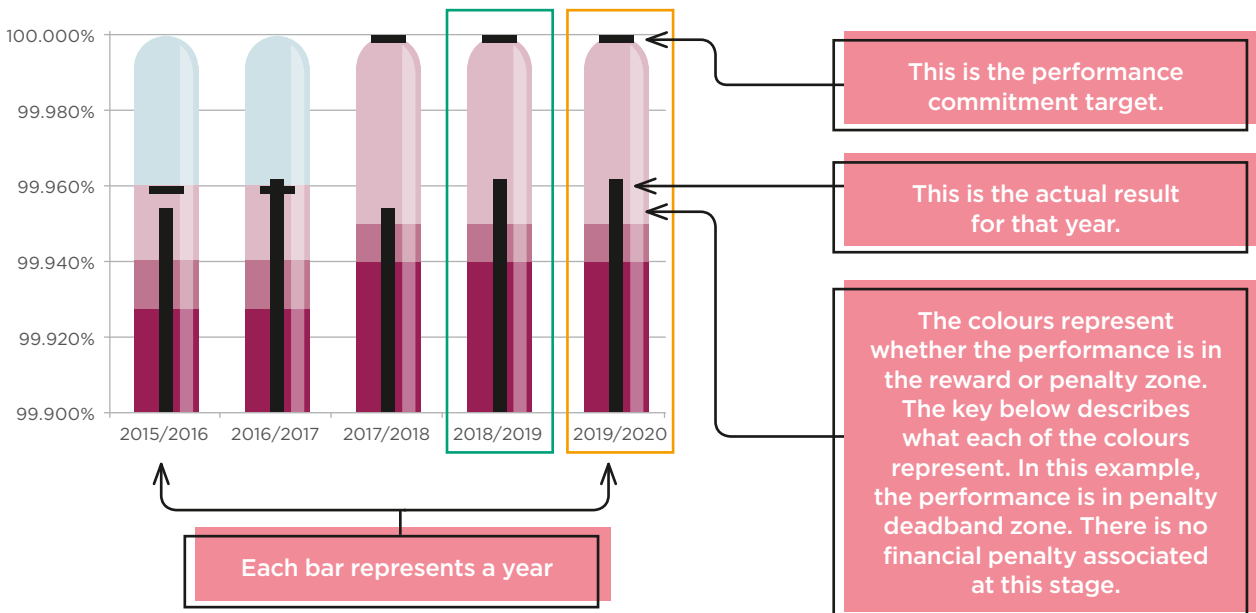 100.000%
99.980%
99.960%
99.940%
99.920%
99.900%
2015/2016 2016/2017 2017/2018 2018/2019 2019/2020
Each bar represents a year
This is the performance
commitment target.
This is the actual result
for that year.
The colours represent
whether the performance is in
the reward or penalty zone.
The key below describes
what each of the colours
represent. In this example,
the performance is in penalty
deadband zone. There is no
financial penalty associated
at this stage.